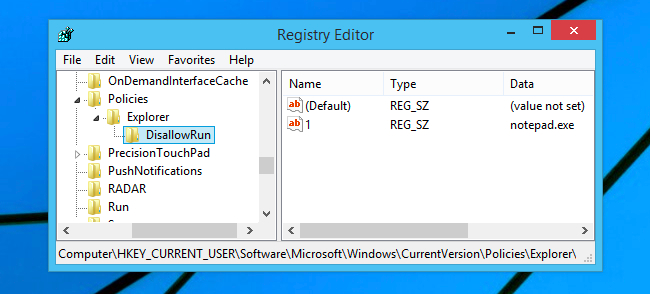 Registry Editor
File Edit View Favorites Help
OnDemandInterfaceCache
Policies
Explorer
DisallowRun
PrecisionTouchPad
PushNotifications
RADAR
Run
Name Type Data
ab (Default) REG_SZ (value not set)
ab 1 REG_SZ notepad.exe
Computer\HKEY_CURRENT_USER\Software\Microsoft\Windows\CurrentVersion\Policies\Explorer\